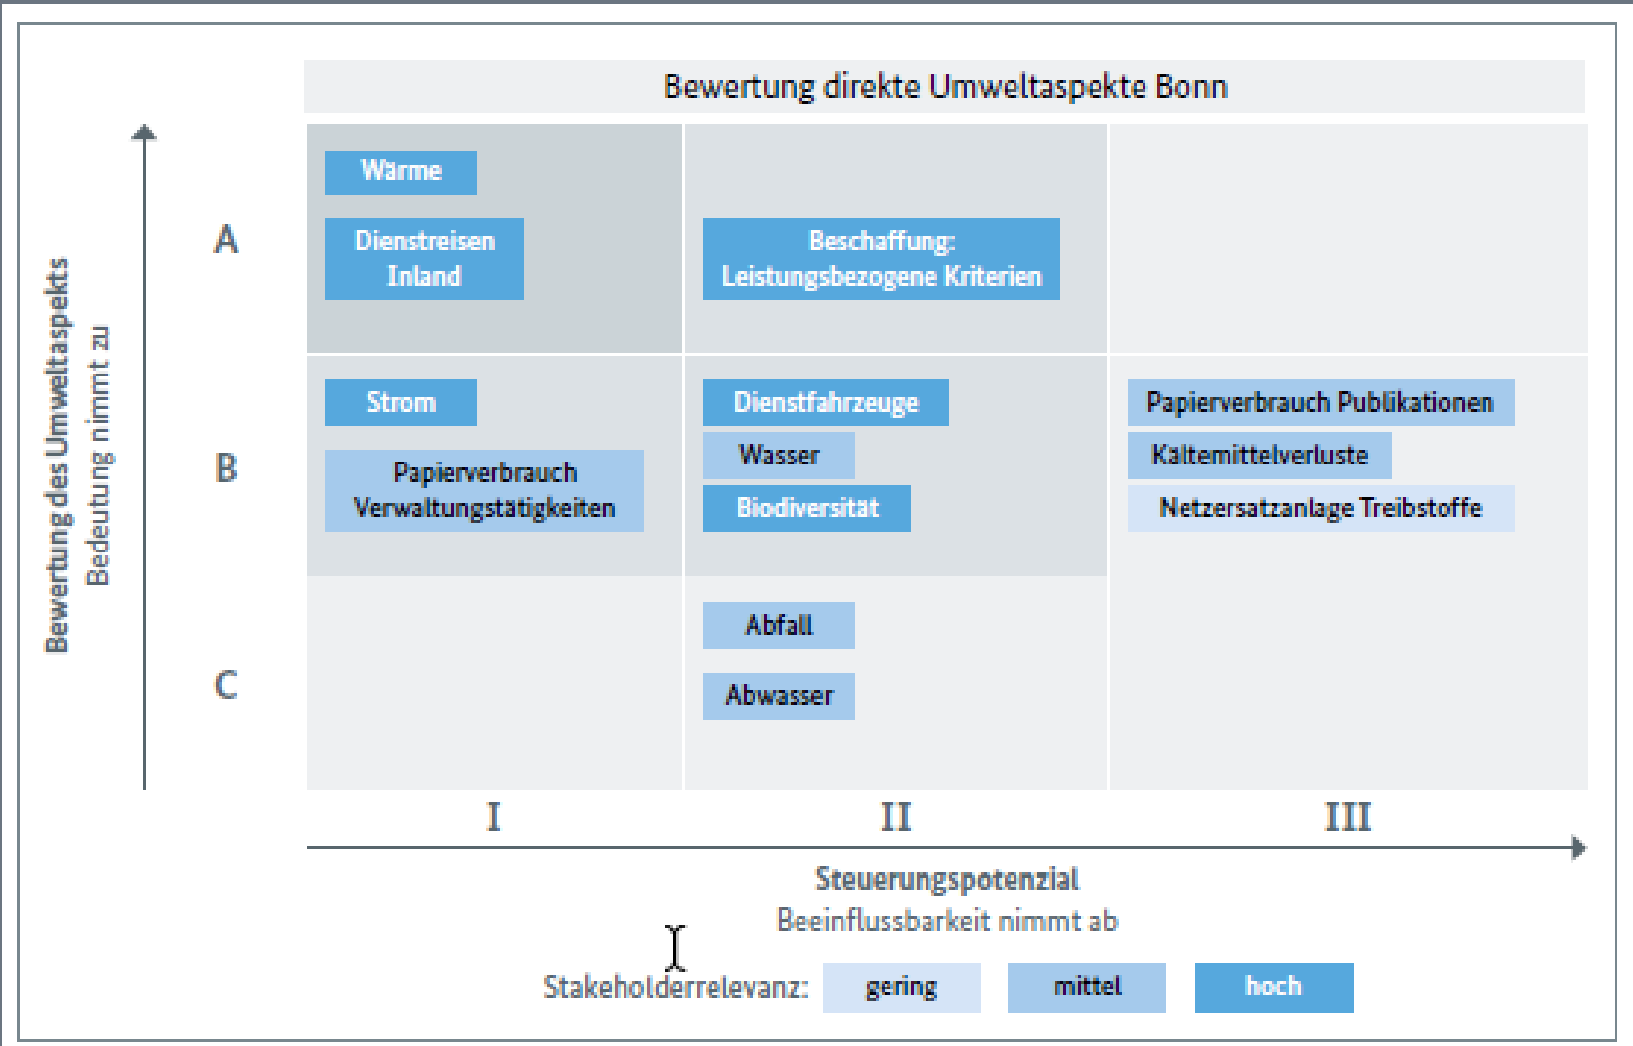 Bewertung direkte Umweltaspekte Bonn
Bewertung des Umweltaspekts
Bedeutung nimmt zu
A
Wärme
Dienstreisen
Inland
Beschaffung:
Leistungsbezogene Kriterien
B
Strom
Papierverbrauch
Verwaltungstätigkeiten
Dienstfahrzeuge
Wasser
Biodiversität
Papierverbrauch Publikationen
Kältemittelverluste
Netzersatzanlage Treibstoffe
C
Abfall
Abwasser
I
II
III
Steuerungspotenzial
Beeinflussbarkeit nimmt ab
Stakeholderrelevanz: gering mittel hoch